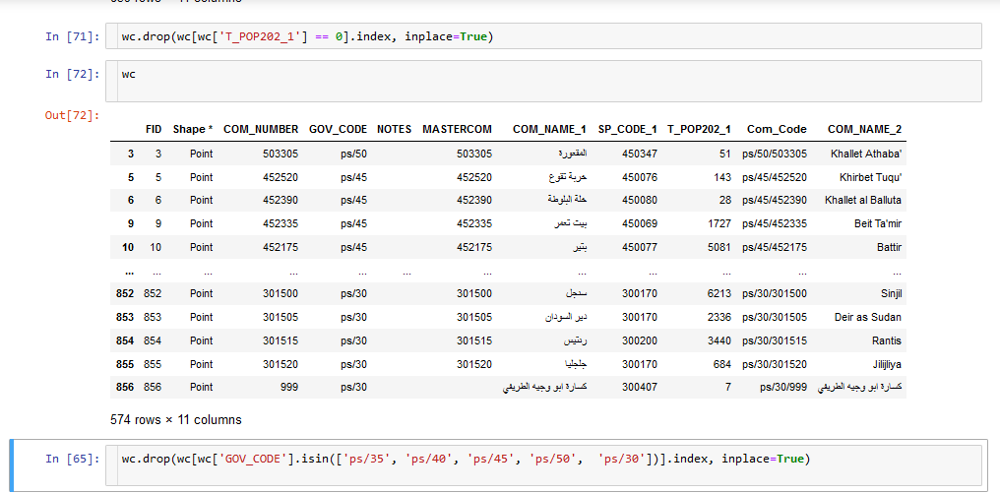 In [71]: wc.drop(wc[wc['T_POP202_1'] == 0].index, inplace=True)
In [72]: wc
Out[72]:
FID Shape * COM_NUMBER GOV_CODE NOTES MASTERCOM COM_NAME_1 SP_CODE_1 T_POP202_1 Com_Code COM_NAME_2
3 3 Point 503305 ps/50 503305 المقمورة 450347 51 ps/50/503305 Khallet Athaba'
5 5 Point 452520 ps/45 452520 خربة تقوع 450076 143 ps/45/452520 Khirbet Tuqu'
6 6 Point 452390 ps/45 452390 خلة البلوطة 450080 28 ps/45/452390 Khallet al Balluta
9 9 Point 452335 ps/45 452335 بيت تعمر 450069 1727 ps/45/452335 Beit Ta'mir
10 10 Point 452175 ps/45 452175 بتير 450077 5081 ps/45/452175 Battir
... ... ... ... ... ... ... ... ... ... ... ...
852 852 Point 301500 ps/30 301500 سنجل 300170 6213 ps/30/301500 Sinjil
853 853 Point 301505 ps/30 301505 دير السودان 300170 2336 ps/30/301505 Deir as Sudan
854 854 Point 301515 ps/30 301515 رنتيس 300200 3440 ps/30/301515 Rantis
855 855 Point 301520 ps/30 301520 جلجليا 300170 684 ps/30/301520 Jilijliya
856 856 Point 999 ps/30 كسارة ابو وجيه الطريفي 300407 7 ps/30/999 كسارة ابو وجيه الطريفي
574 rows × 11 columns
In [65]: wc.drop(wc[wc['GOV_CODE'].isin(['ps/35', 'ps/40', 'ps/45', 'ps/50', 'ps/30'])].index, inplace=True)